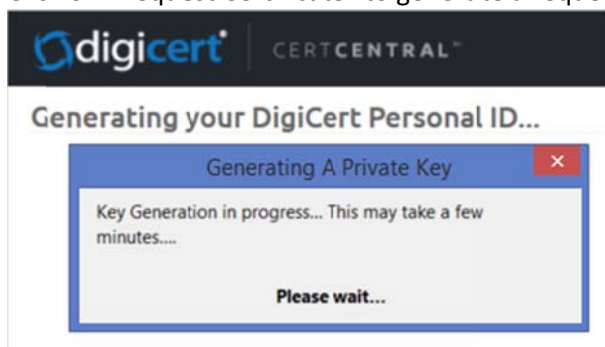 digicert® CERTCENTRAL™
Generating your DigiCert Personal ID...
Generating A Private Key
Key Generation in progress... This may take a few
minutes....
Please wait...